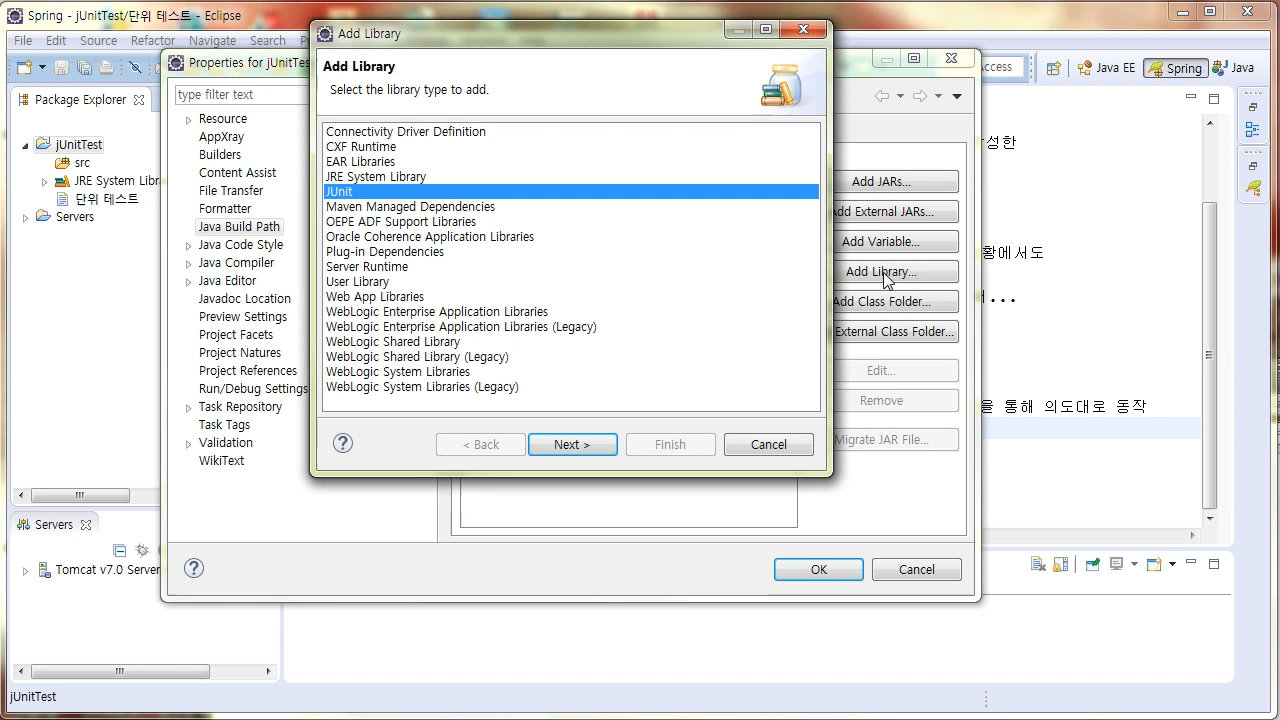 Spring - jUnitTest/단위 테스트 - Eclipse
File Edit Source Refactor Navigate Search
Access
Java EE
Spring
Java
Package Explorer
jUnitTest
src
JRE System Libra
단위 테스트
Servers
Servers
Tomcat v7.0 Server
jUnitTest
Properties for jUnitTest
type filter text
Resource
AppXray
Builders
Content Assist
File Transfer
Formatter
Java Build Path
Java Code Style
Java Compiler
Java Editor
Javadoc Location
Preview Settings
Project Facets
Project Natures
Project References
Run/Debug Settings
Task Repository
Task Tags
Validation
WikiText
Add Library
Add Library
Select the library type to add.
Connectivity Driver Definition
CXF Runtime
EAR Libraries
JRE System Library
JUnit
Maven Managed Dependencies
OEPE ADF Support Libraries
Oracle Coherence Application Libraries
Plug-in Dependencies
Server Runtime
User Library
Web App Libraries
WebLogic Enterprise Application Libraries
WebLogic Enterprise Application Libraries (Legacy)
WebLogic Shared Library
WebLogic Shared Library (Legacy)
WebLogic System Libraries
WebLogic System Libraries (Legacy)
< Back
Next >
Finish
Cancel
Add JARs...
Add External JARs...
Add Variable...
Add Library...
Add Class Folder...
External Class Folder...
Edit...
Remove
Migrate JAR File...
OK
Cancel
성한
황에서도
...
을 통해 의도대로 동작